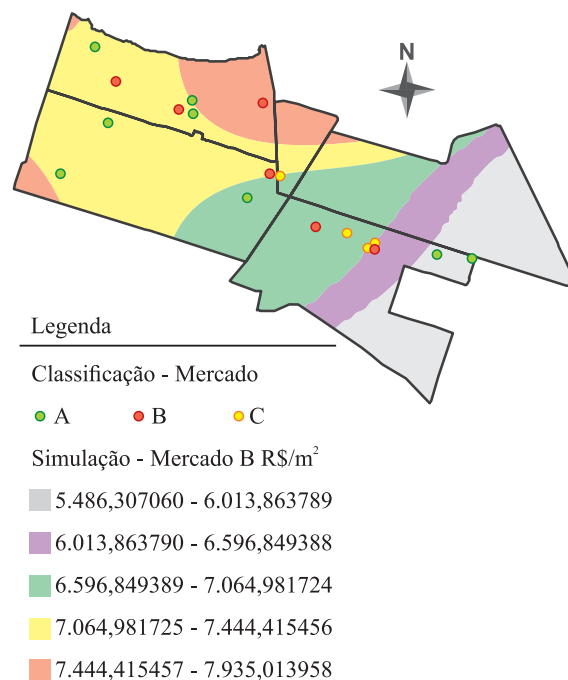 N
Legenda
Classificação - Mercado
A B C
Simulação - Mercado B R$/m²
5.486,307060 - 6.013,863789
6.013,863790 - 6.596,849388
6.596,849389 - 7.064,981724
7.064,981725 - 7.444,415456
7.444,415457 - 7.935,013958